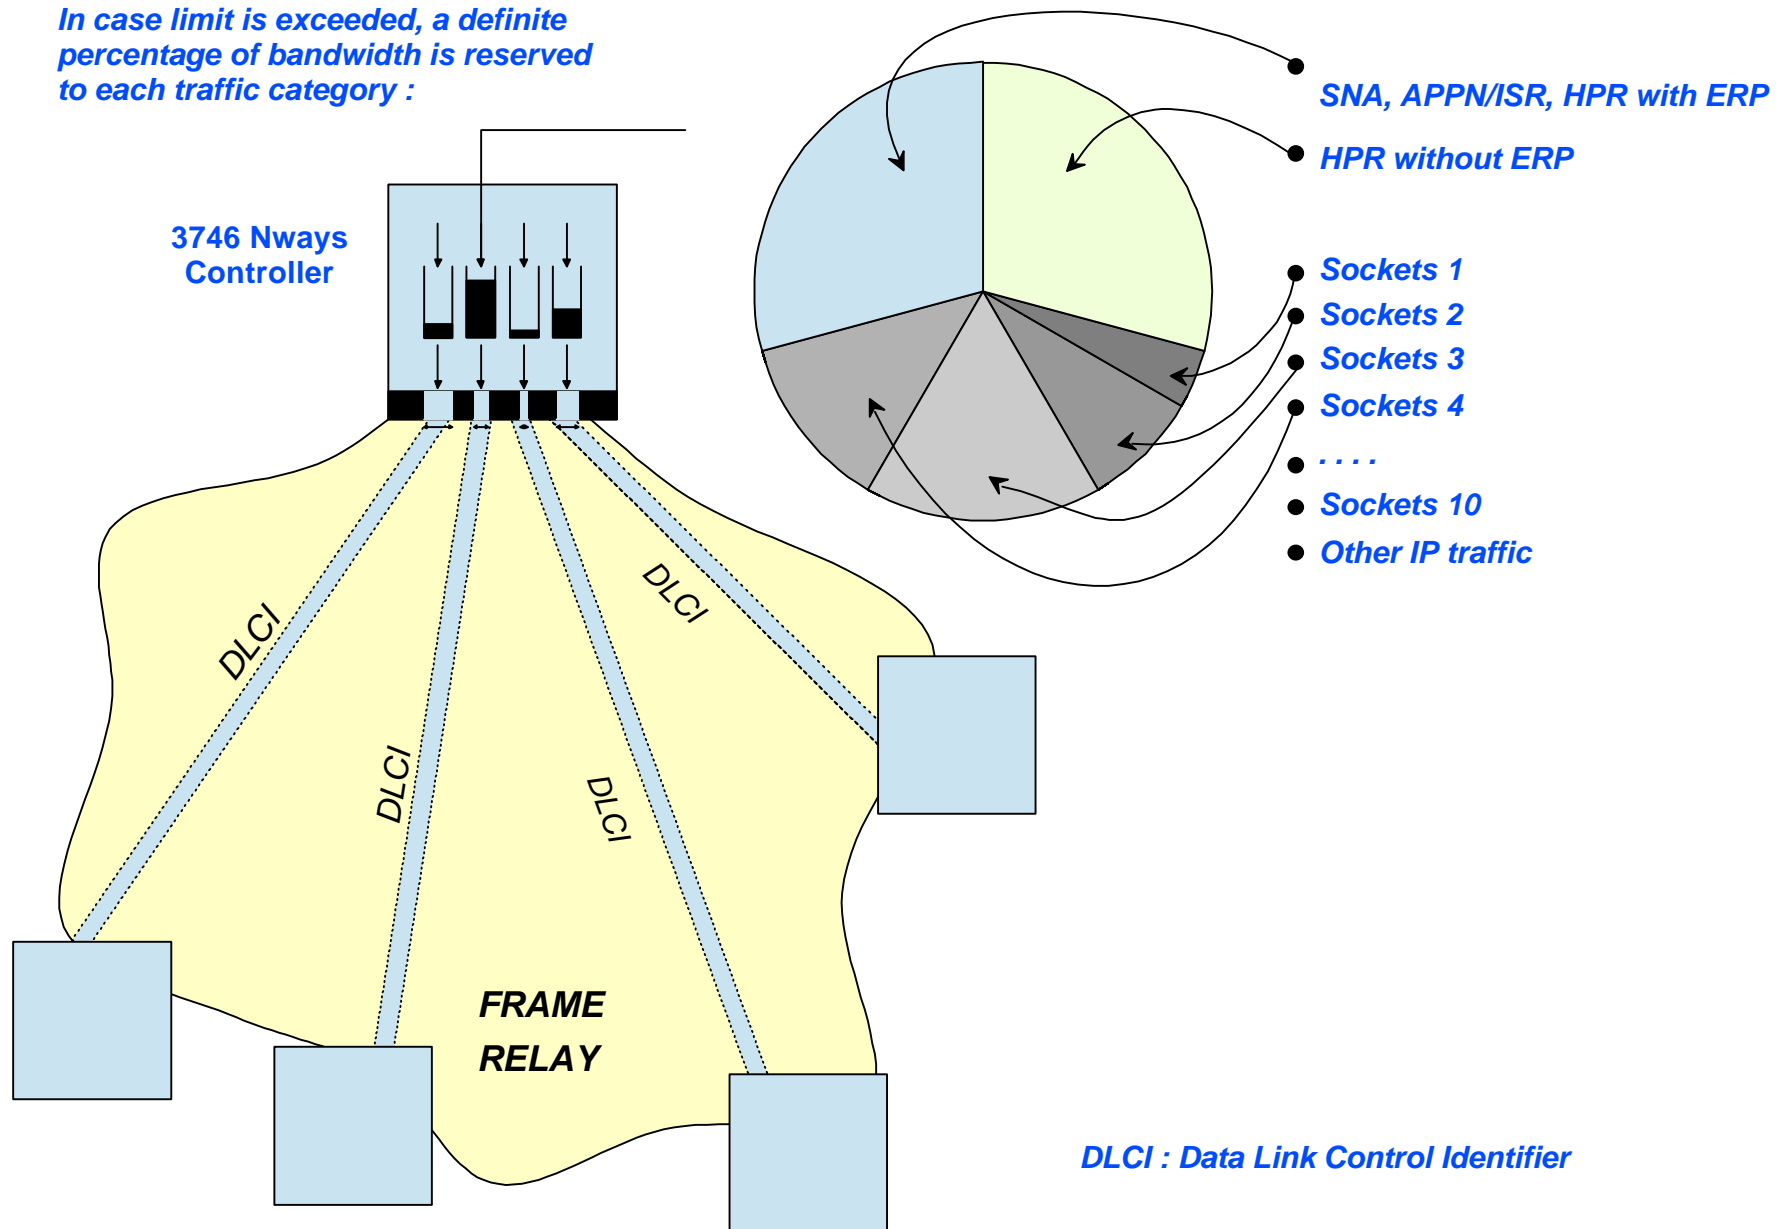 In case limit is exceeded, a definite
percentage of bandwidth is reserved
to each traffic category :
SNA, APPN/ISR, HPR with ERP
HPR without ERP
3746 Nways
Controller
Sockets 1
Sockets 2
Sockets 3
Sockets 4
. . . .
Sockets 10
Other IP traffic
DLCI
DLCI
DLCI
DLCI
FRAME
RELAY
DLCI : Data Link Control Identifier